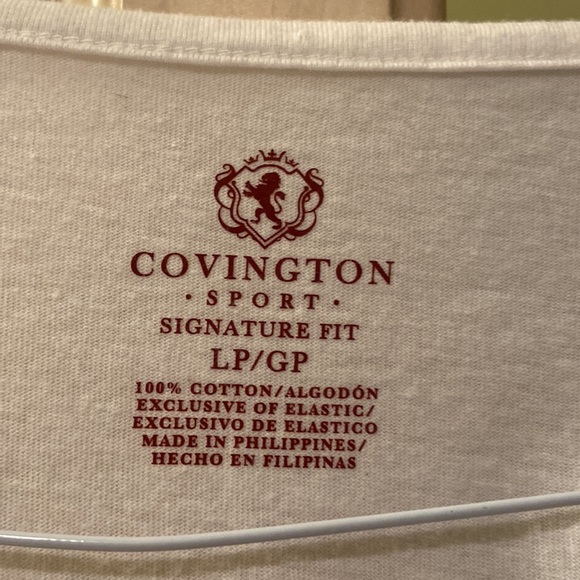 COVINGTON
· SPORT ·
SIGNATURE FIT
LP/GP
100% COTTON/ALGODÓN
EXCLUSIVE OF ELASTIC/
EXCLUSIVO DE ELASTICO
MADE IN PHILIPPINES/
HECHO EN FILIPINAS